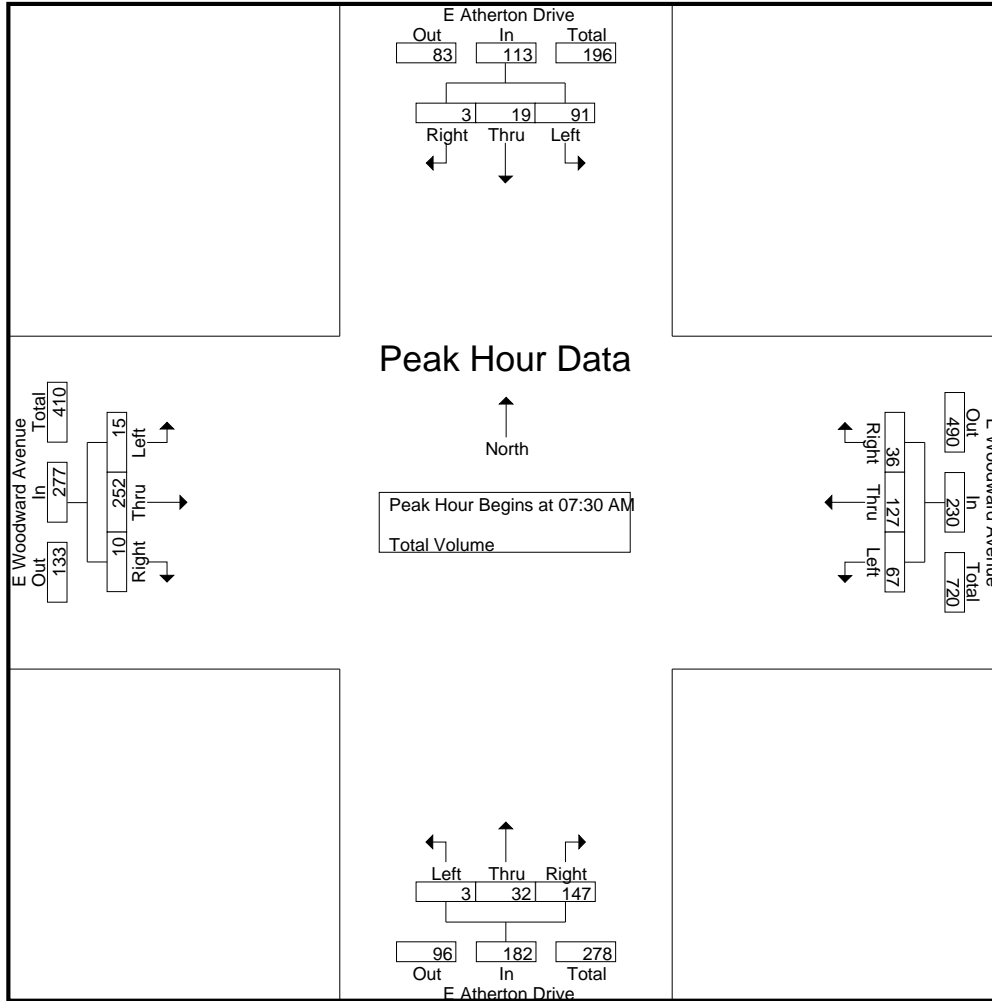 E Atherton Drive
Out In Total
83 113 196
3 19 91
Right Thru Left
Peak Hour Data
North
Peak Hour Begins at 07:30 AM
Total Volume
E Woodward Avenue
Out In Total
133 277 410
10 252 15
Right Thru Left
E Woodward Avenue
Out In Total
490 230 720
36 127 67
Right Thru Left
Left Thru Right
3 32 147
96 182 278
Out In Total
E Atherton Drive